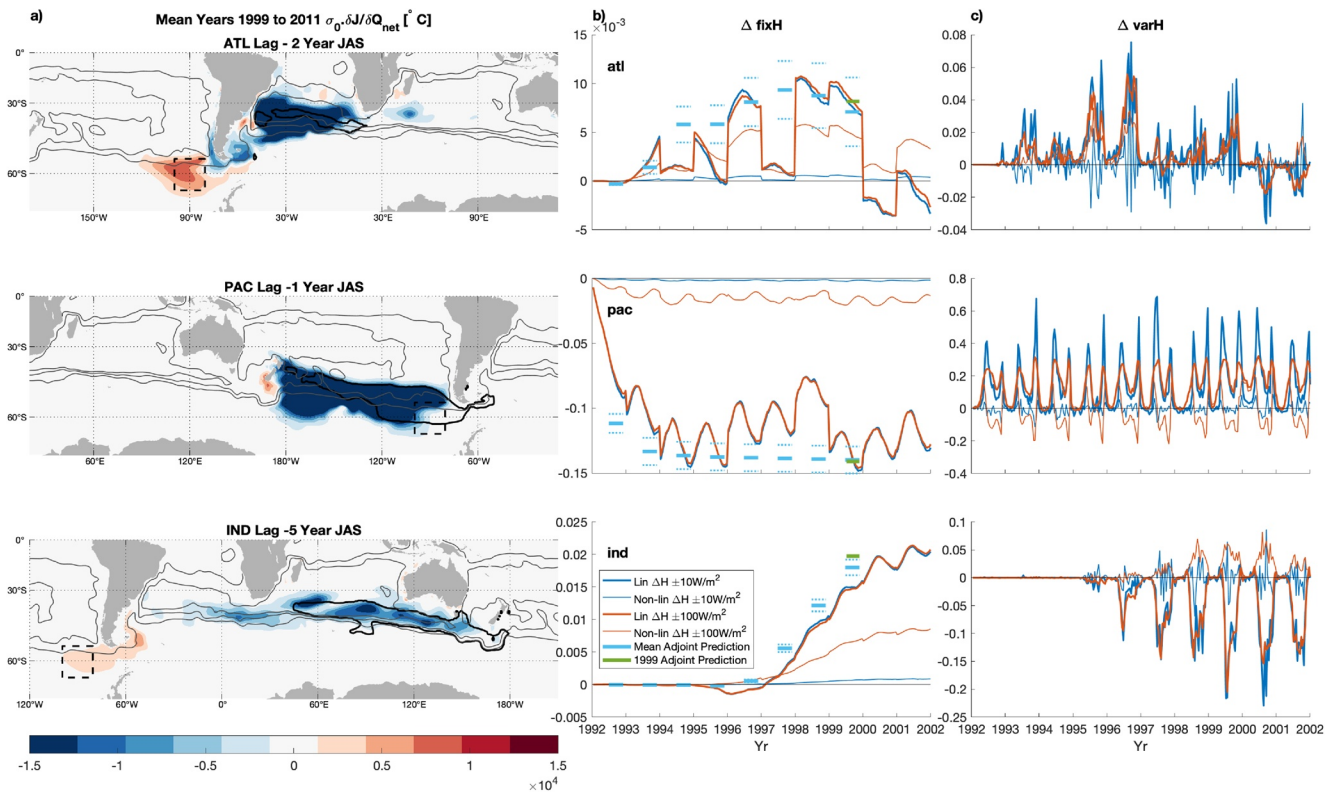 a)
Mean Years 1999 to 2011 σ₀.δJ/δQ_net [°C]
ATL Lag - 2 Year JAS
0°
30°S
60°S
150°W 90°W 30°W 30°E 90°E
PAC Lag -1 Year JAS
0°
30°S
60°S
60°E 120°E 180°W 120°W 60°W
IND Lag -5 Year JAS
0°
30°S
60°S
120°W 60°W 0° 60°E 120°E 180°W
-1.5 -1 -0.5 0 0.5 1 1.5
×10⁴
b)
Δ fixH
×10⁻³
atl
15
10
5
0
-5
pac
0
-0.05
-0.1
-0.15
ind
0.025
0.02
0.015
0.01
0.005
0
-0.005
Lin ΔH ±10W/m²
Non-lin ΔH ±10W/m²
Lin ΔH ±100W/m²
Non-lin ΔH ±100W/m²
Mean Adjoint Prediction
1999 Adjoint Prediction
1992 1993 1994 1995 1996 1997 1998 1999 2000 2001 2002
Yr
c)
Δ varH
0.08
0.06
0.04
0.02
0
-0.02
-0.04
0.8
0.6
0.4
0.2
0
-0.2
-0.4
0.1
0.05
0
-0.05
-0.1
-0.15
-0.2
-0.25
1992 1993 1994 1995 1996 1997 1998 1999 2000 2001 2002
Yr